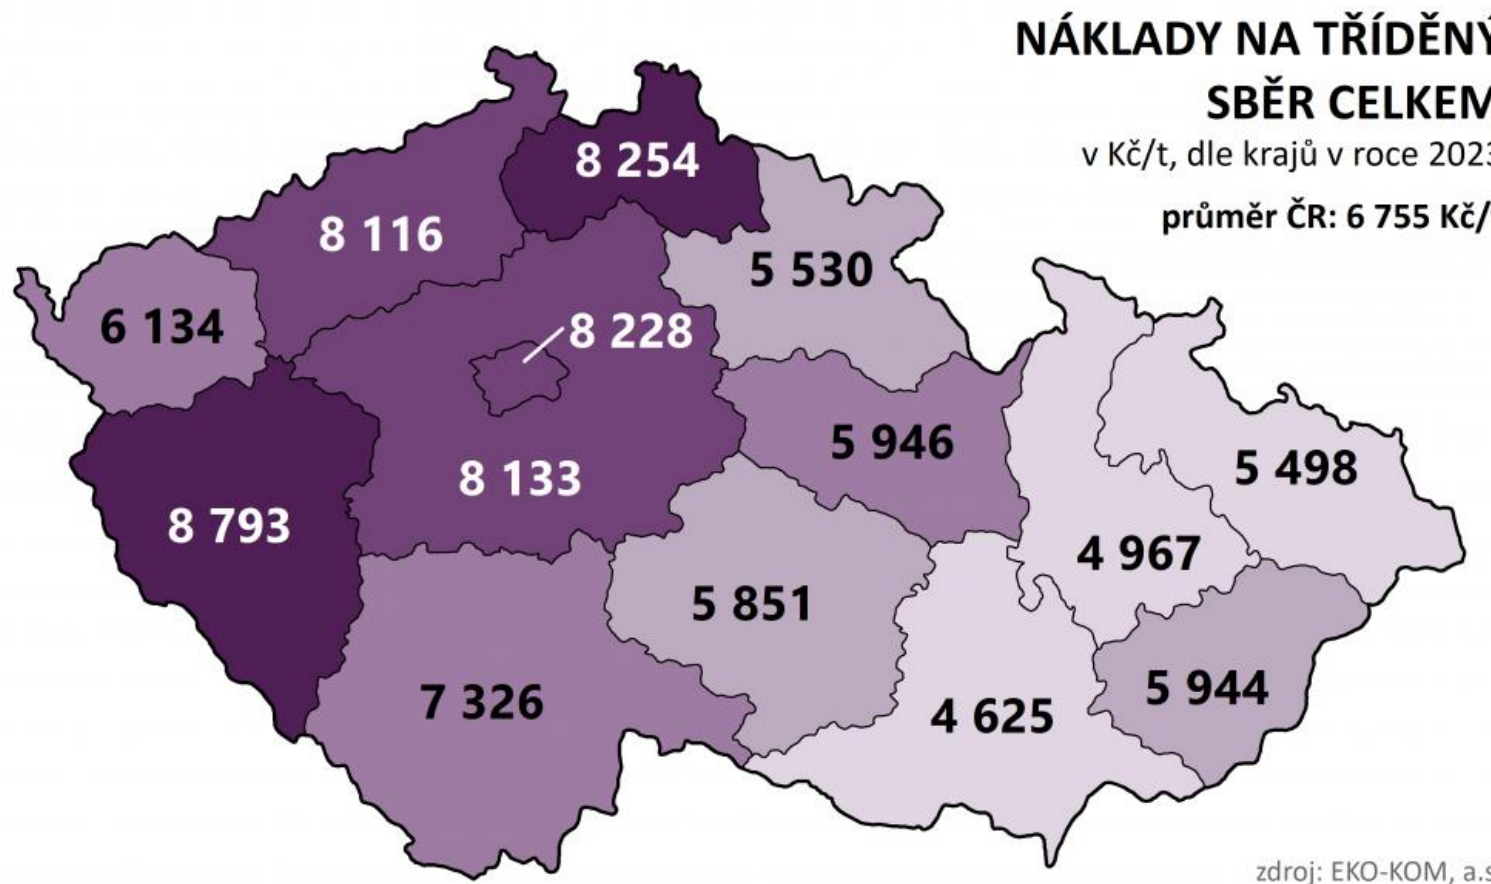 NÁKLADY NA TŘÍDĚNÝ
SBĚR CELKEM
v Kč/t, dle krajů v roce 2023
průměr ČR: 6 755 Kč/
8 254
8 116
5 530
6 134
8 228
5 946
8 133
5 498
8 793
4 967
5 851
7 326
5 944
4 625
zdroj: EKO-KOM, a.s